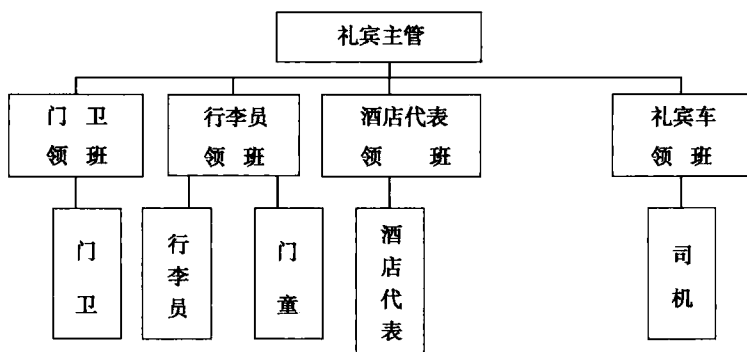 礼宾主管
门 卫
领 班
行李员
领 班
酒店代表
领 班
礼宾车
领 班
门卫
行李员
门童
酒店代表
司机